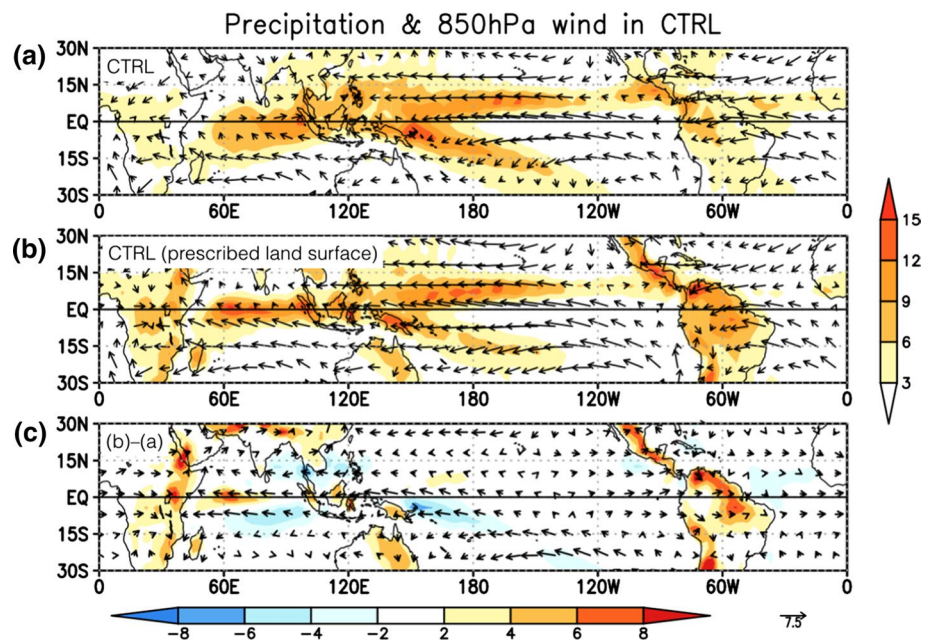 Precipitation & 850hPa wind in CTRL
(a)
CTRL
30N
15N
EQ
15S
30S
0 60E 120E 180 120W 60W 0
(b)
CTRL (prescribed land surface)
30N
15N
EQ
15S
30S
0 60E 120E 180 120W 60W 0
15
12
9
6
3
(c)
(b)–(a)
30N
15N
EQ
15S
30S
0 60E 120E 180 120W 60W 0
−8 −6 −4 −2 2 4 6 8
7.5